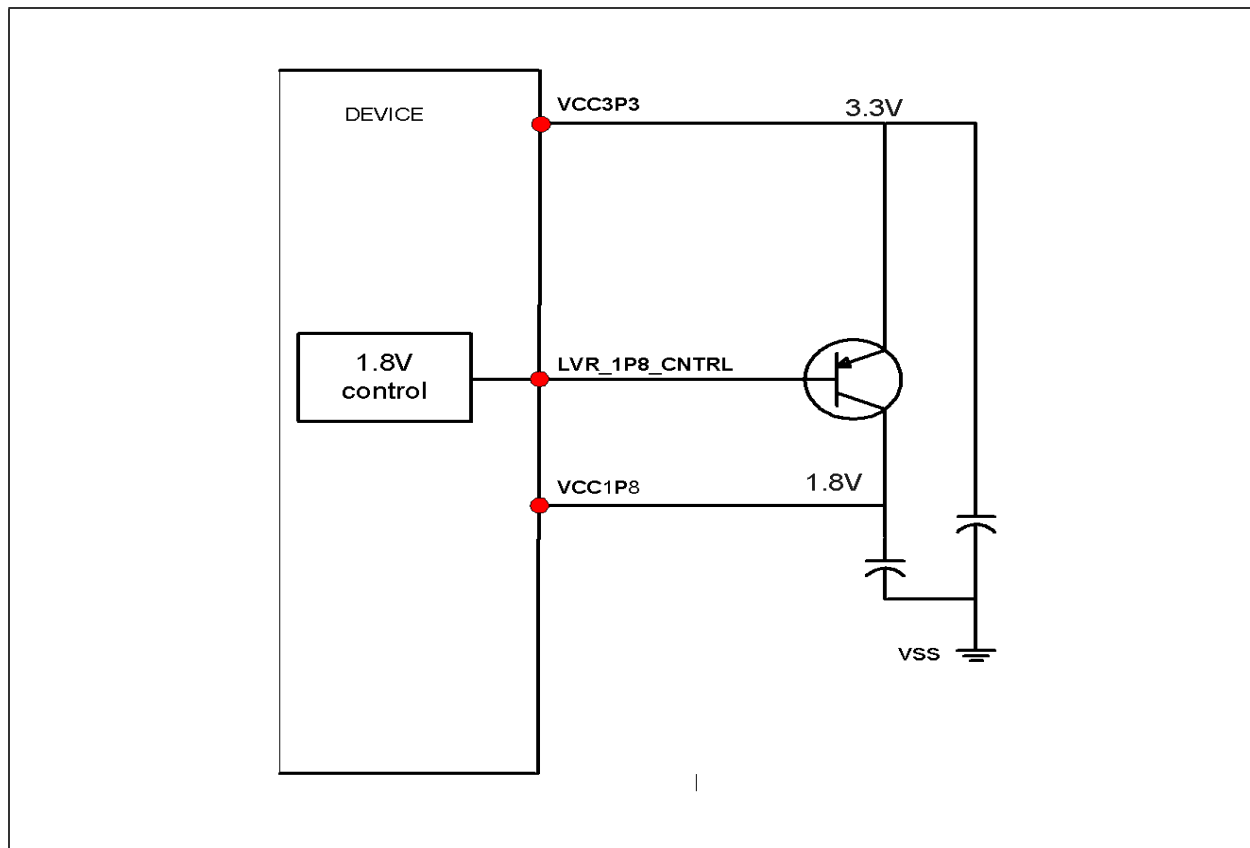 VCC3P3
3.3V
DEVICE
1.8V
control
LVR_1P8_CNTRL
VCC1P8
1.8V
VSS